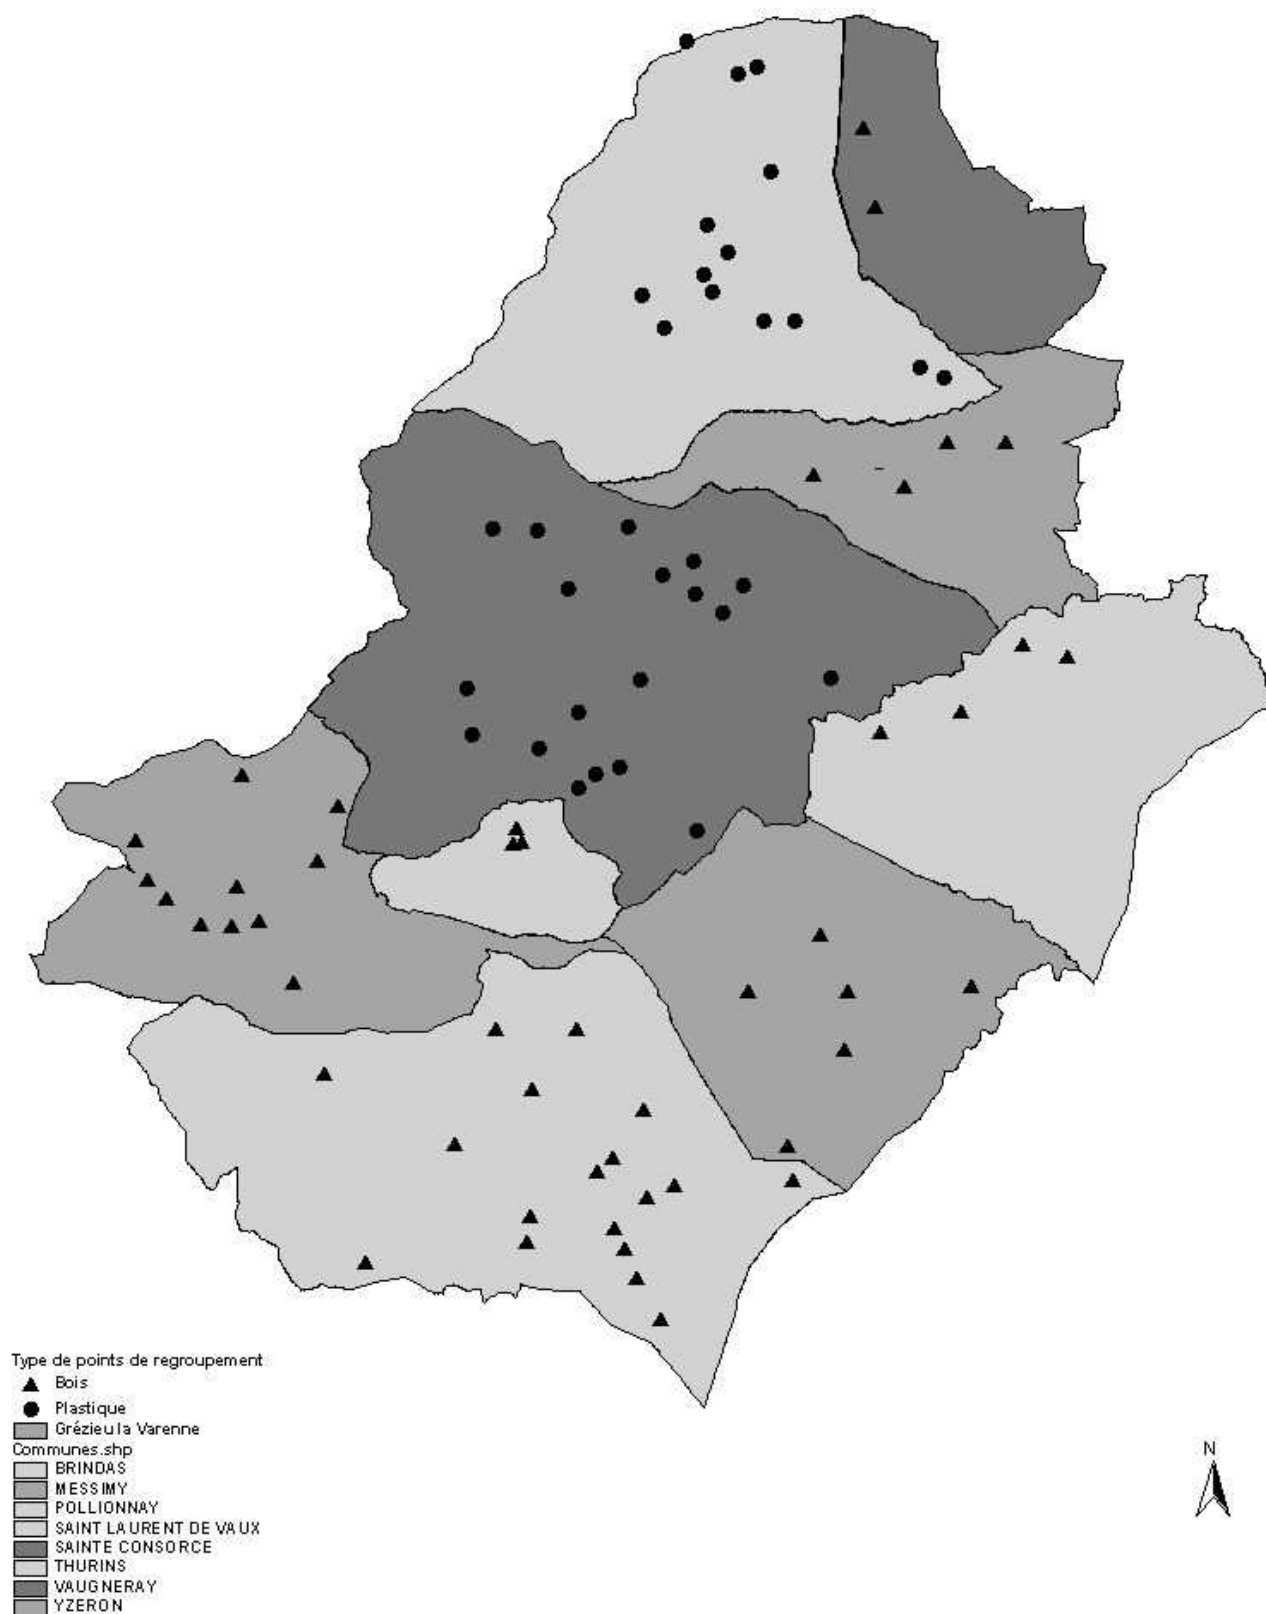 Type de points de regroupement
Bois
Plastique
Grézieu la Varenne
Communes.shp
BRINDAS
MESSIMY
POLLIONNAY
SAINT LAURENT DE VAUX
SAINTE CONSORCE
THURINS
VAUGNERAY
YZERON
N